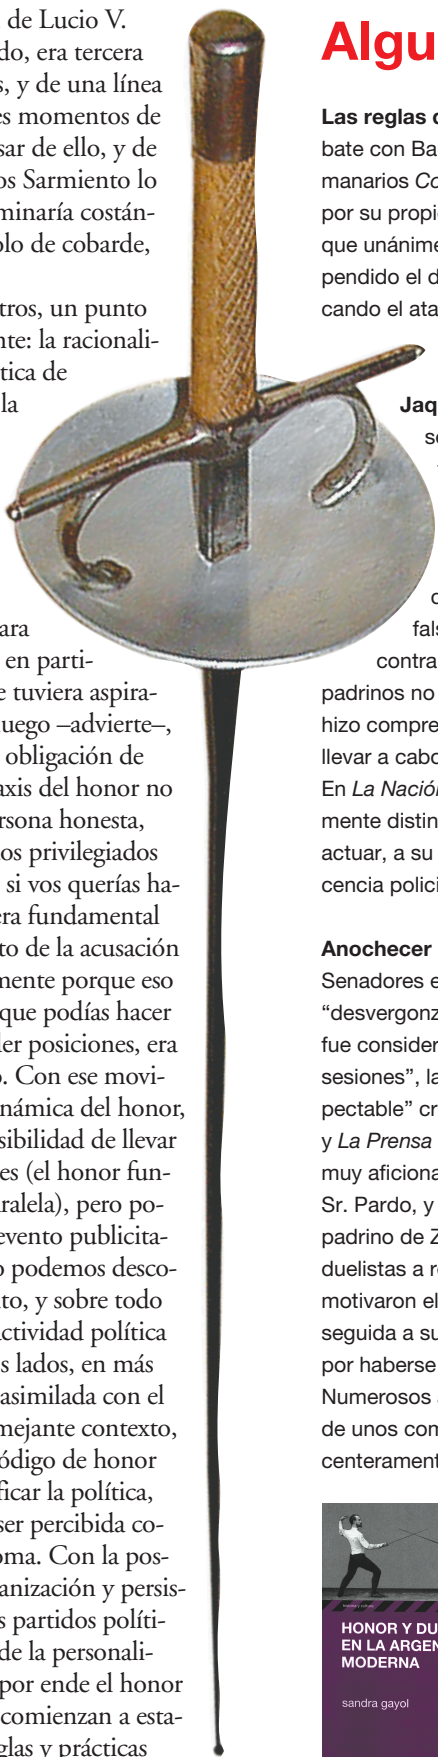 de Lucio V.
do, era tercera
s, y de una línea
es momentos de
sar de ello, y de
os Sarmiento lo
minaría costán-
olo de cobarde,
tros, un punto
nte: la racionali-
tica de
la
ara
en parti-
e tuviera aspira-
uego –advierte–,
obligación de
axis del honor no
rsona honesta,
os privilegiados
si vos querías ha-
era fundamental
to de la acusación
mente porque eso
que podías hacer
ler posiciones, era
o. Con ese movi-
námica del honor,
sibilidad de llevar
es (el honor fun-
ralela), pero po-
evento publicita-
o podemos desco-
to, y sobre todo
actividad política
s lados, en más
asimilada con el
mejante contexto,
ódigo de honor
ficar la política,
ser percibida co-
oma. Con la pos-
anización y persis-
s partidos políti-
de la personali-
por ende el honor
comienzan a esta-
glas y prácticas
Algu
Las reglas d
bate con Ba
manarios Co
por su propi
que unánime
pendido el d
cando el ata
Jaq
se
c
fals
contra
padrinos no
hizo compre
llevar a cabo
En La Nación
mente distin
actuar, a su
cencia polici
Anochecer
Senadores e
“desvergonz
fue consider
sesiones”, la
pectable” cr
y La Prensa
muy aficiona
Sr. Pardo, y
padrino de Z
duelistas a re
motivaron el
seguida a su
por haberse
Numerosos a
de unos com
centerament
HONOR Y DU
EN LA ARGEN
MODERNA
sandra gayol